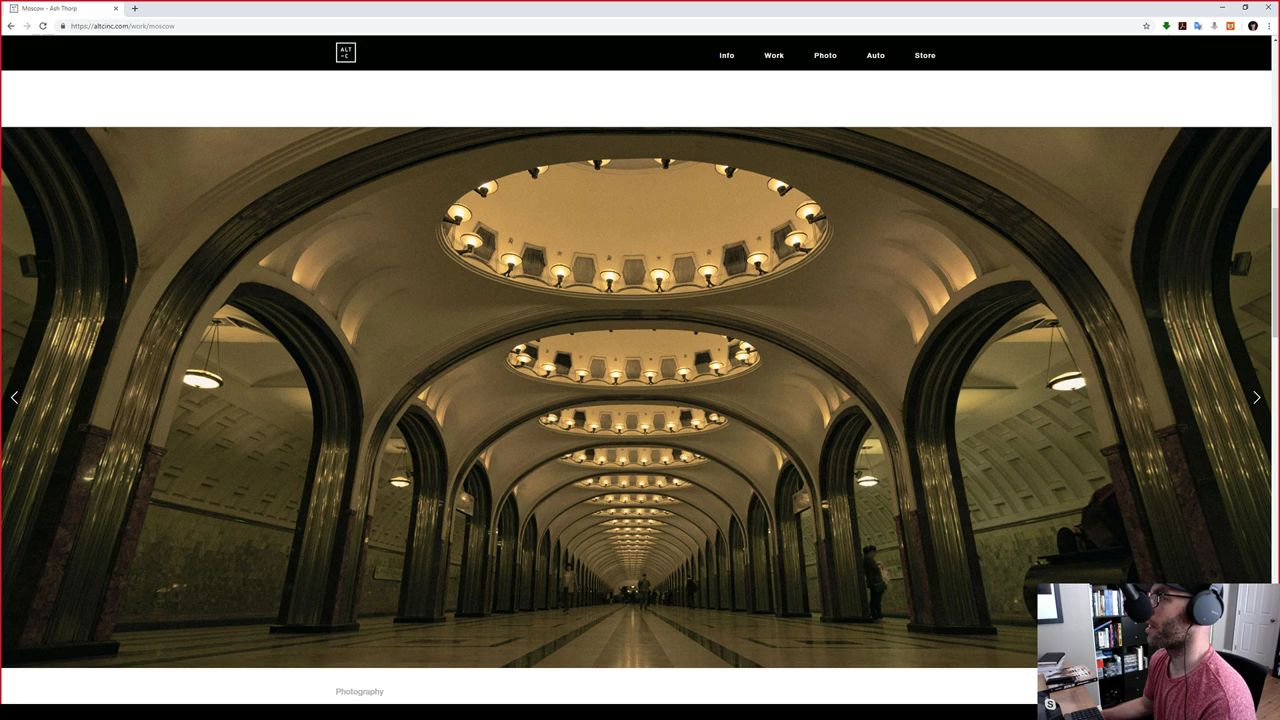 Moscow - Ash Thorp
https://altcinc.com/work/moscow
ALT
-C
Info
Work
Photo
Auto
Store
Photography